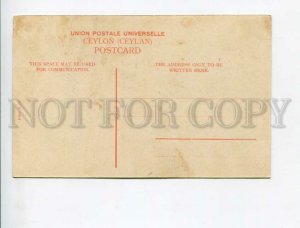 UNION POSTALE UNIVERSELLE
CEYLON (CEYLAN)
POSTCARD
THIS SPACE MAY BE USED
FOR COMMUNICATION.
THE ADDRESS ONLY TO BE
WRITTEN HERE.
NOT FOR COPY